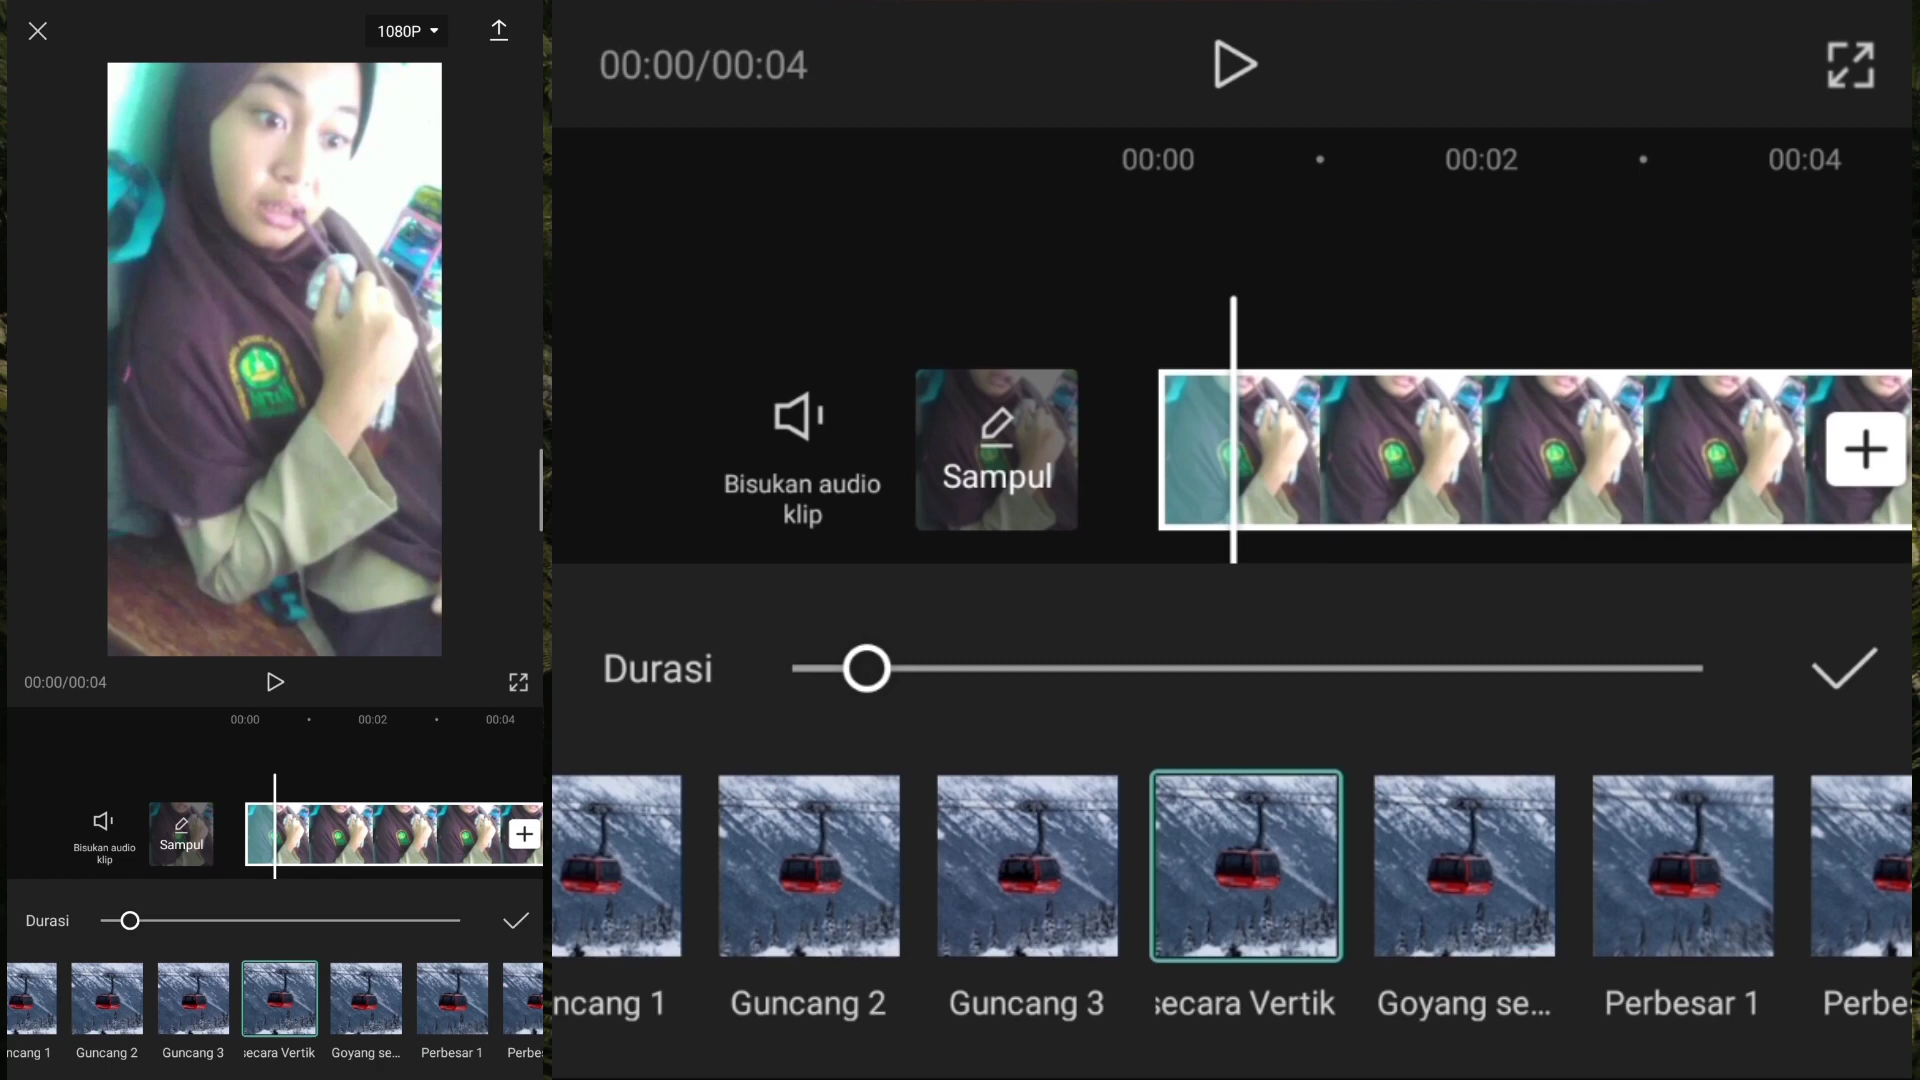 1080P
00:00/00:04
00:00
00:02
00:04
Bisukan audio
klip
Sampul
Durasi
ncang 1
Guncang 2
Guncang 3
secara Vertik
Goyang se...
Perbesar 1
Perbe
00:00/00:04
00:00
00:02
00:04
Bisukan audio
klip
Sampul
Durasi
ncang 1
Guncang 2
Guncang 3
secara Vertik
Goyang se...
Perbesar 1
Perbe